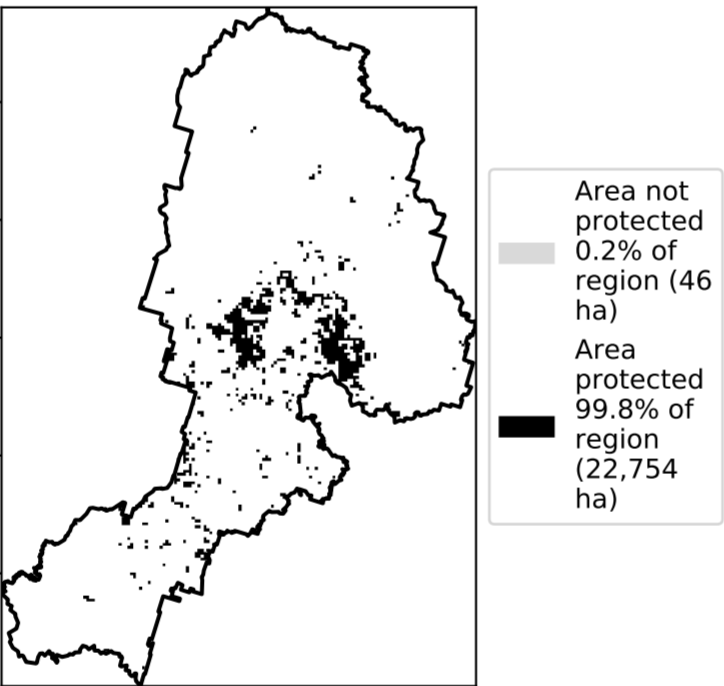 Area not
protected
0.2% of
region (46
ha)
Area
protected
99.8% of
region
(22,754
ha)